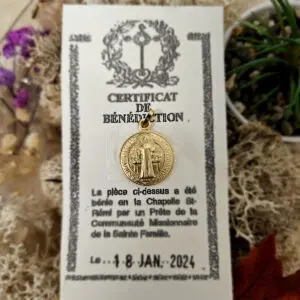 CERTIFICAT
DE
BÉNÉDICTION
La pièce ci-dessus a été
bénie en la Chapelle St-
Rémi par un Prête de la
Communauté Missionnaire
de la Sainte Famille.
Le.. 18 JAN. 2024